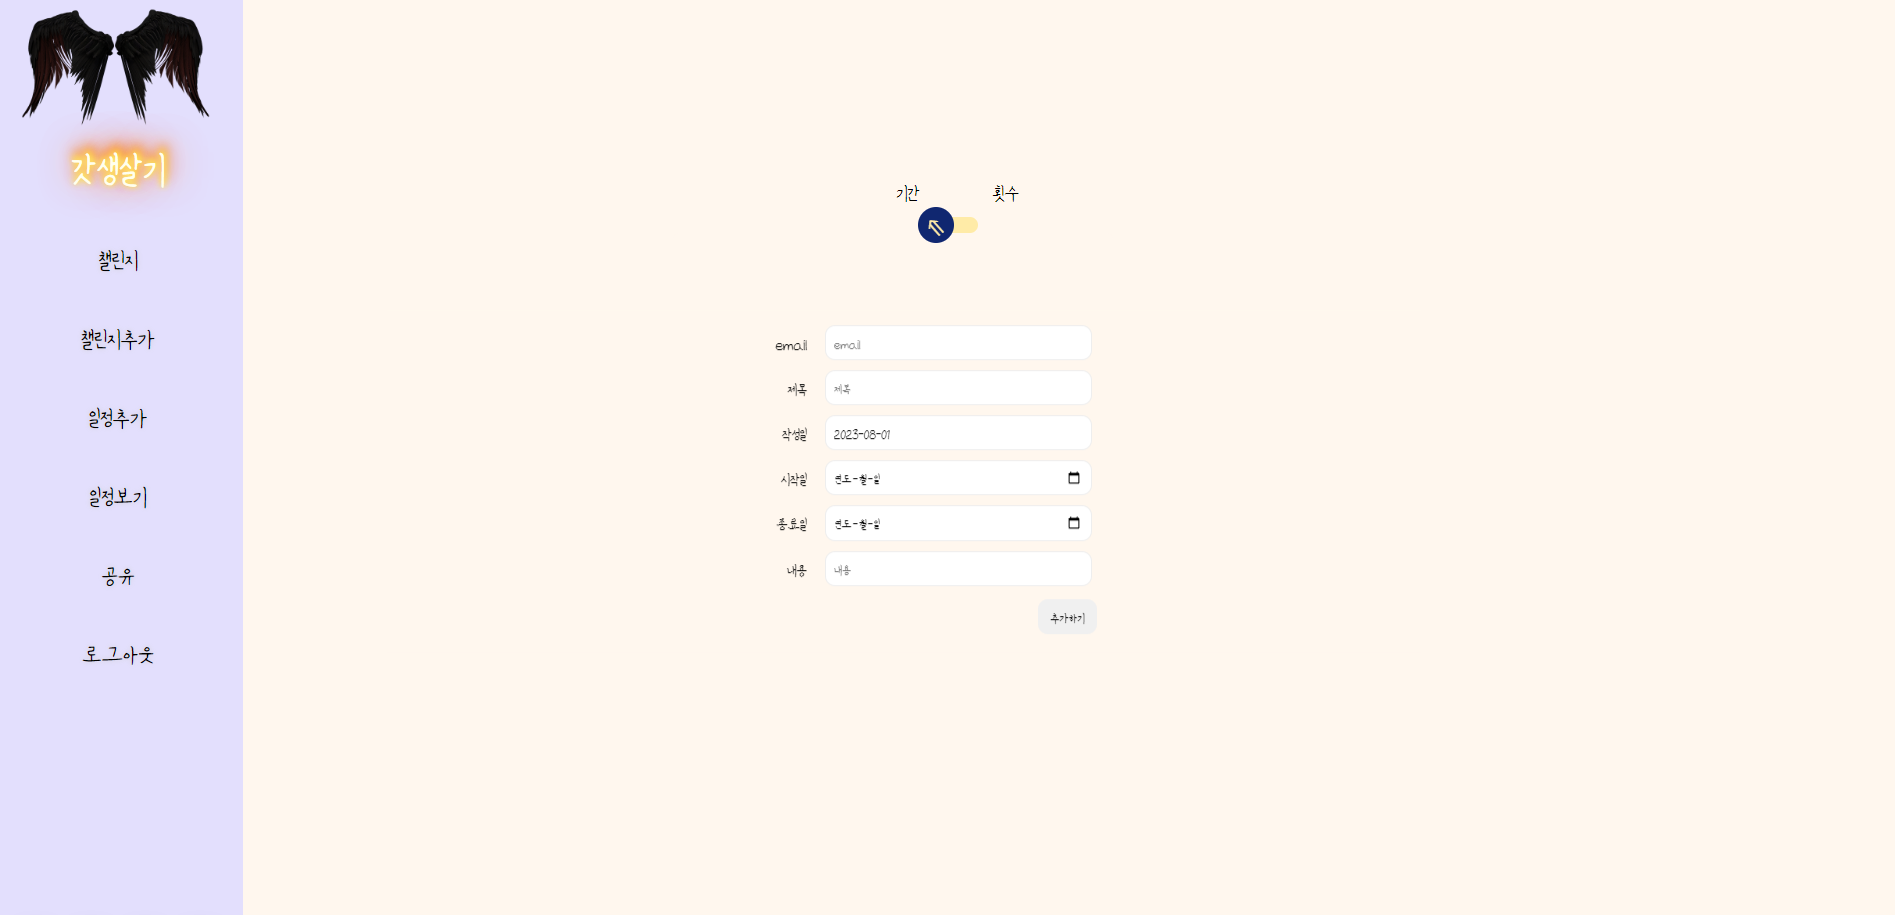 갓생살기
챌린지
챌린지추가
일정추가
일정보기
공유
로그아웃
기간 횟수
email email
제목 제목
작성일 2023-08-01
시작일 연도-월-일
종료일 연도-월-일
내용 내용
추가하기